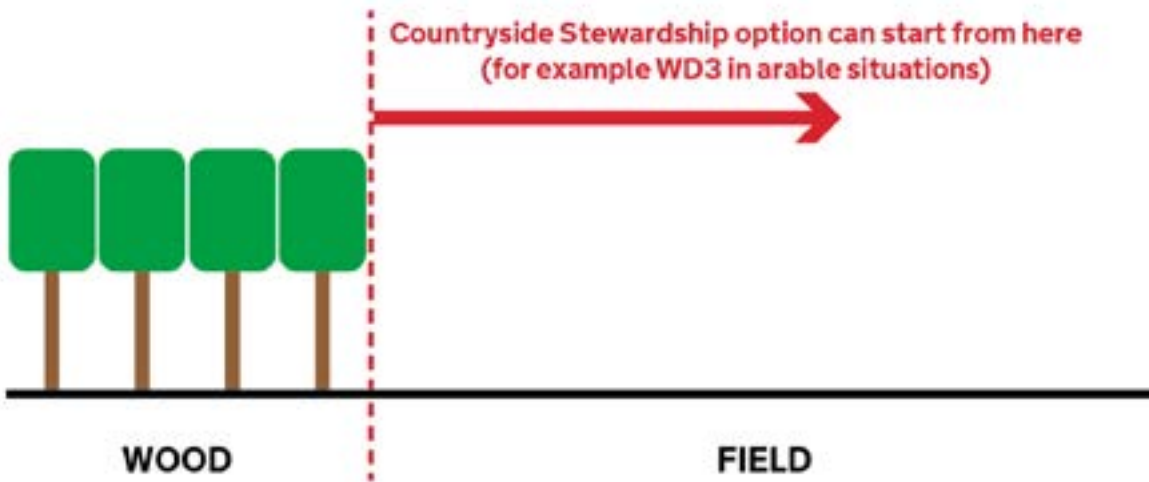 Countryside Stewardship option can start from here
(for example WD3 in arable situations)
WOOD
FIELD